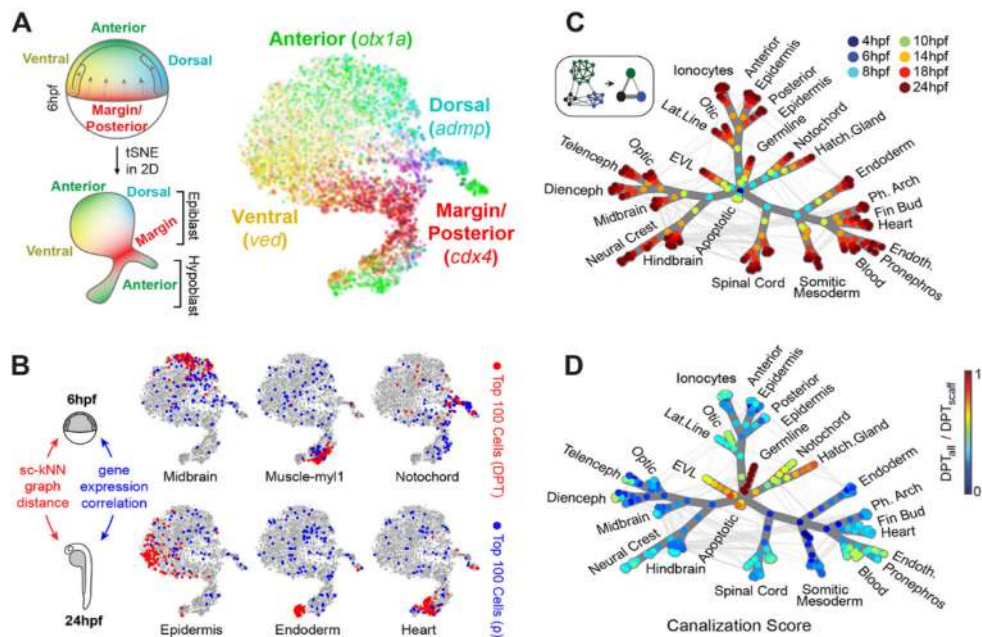 A
Anterior
Ventral
Dorsal
6hpf
Margin/
Posterior
tSNE
in 2D
Anterior
Dorsal
Margin
Ventral
Anterior
Epiblast
Hypoblast
Anterior (otx1a)
Dorsal
(admp)
Ventral
(ved)
Margin/
Posterior
(cdx4)
B
6hpf
sc-kNN
graph
distance
gene
expression
correlation
24hpf
Midbrain
Muscle-myl1
Notochord
Epidermis
Endoderm
Heart
Top 100 Cells (DPT)
Top 100 Cells (ρ)
C
4hpf
6hpf
8hpf
10hpf
14hpf
18hpf
24hpf
Ionocytes
Anterior
Epidermis
Posterior
Epidermis
Otic
Lat.Line
Germline
Notochord
Hatch.Gland
EVL
Optic
Telenceph
Dienceph
Midbrain
Neural Crest
Hindbrain
Apoptotic
Spinal Cord
Somitic
Mesoderm
Endoderm
Ph. Arch
Fin Bud
Heart
Endoth.
Pronephros
Blood
D
Ionocytes
Anterior
Epidermis
Posterior
Epidermis
Otic
Lat.Line
Germline
Notochord
Hatch.Gland
EVL
Optic
Telenceph
Dienceph
Midbrain
Neural Crest
Hindbrain
Apoptotic
Spinal Cord
Somitic
Mesoderm
Endoderm
Ph. Arch
Fin Bud
Heart
Endoth.
Pronephros
Blood
1
0
DPTall / DPTscaff
Canalization Score